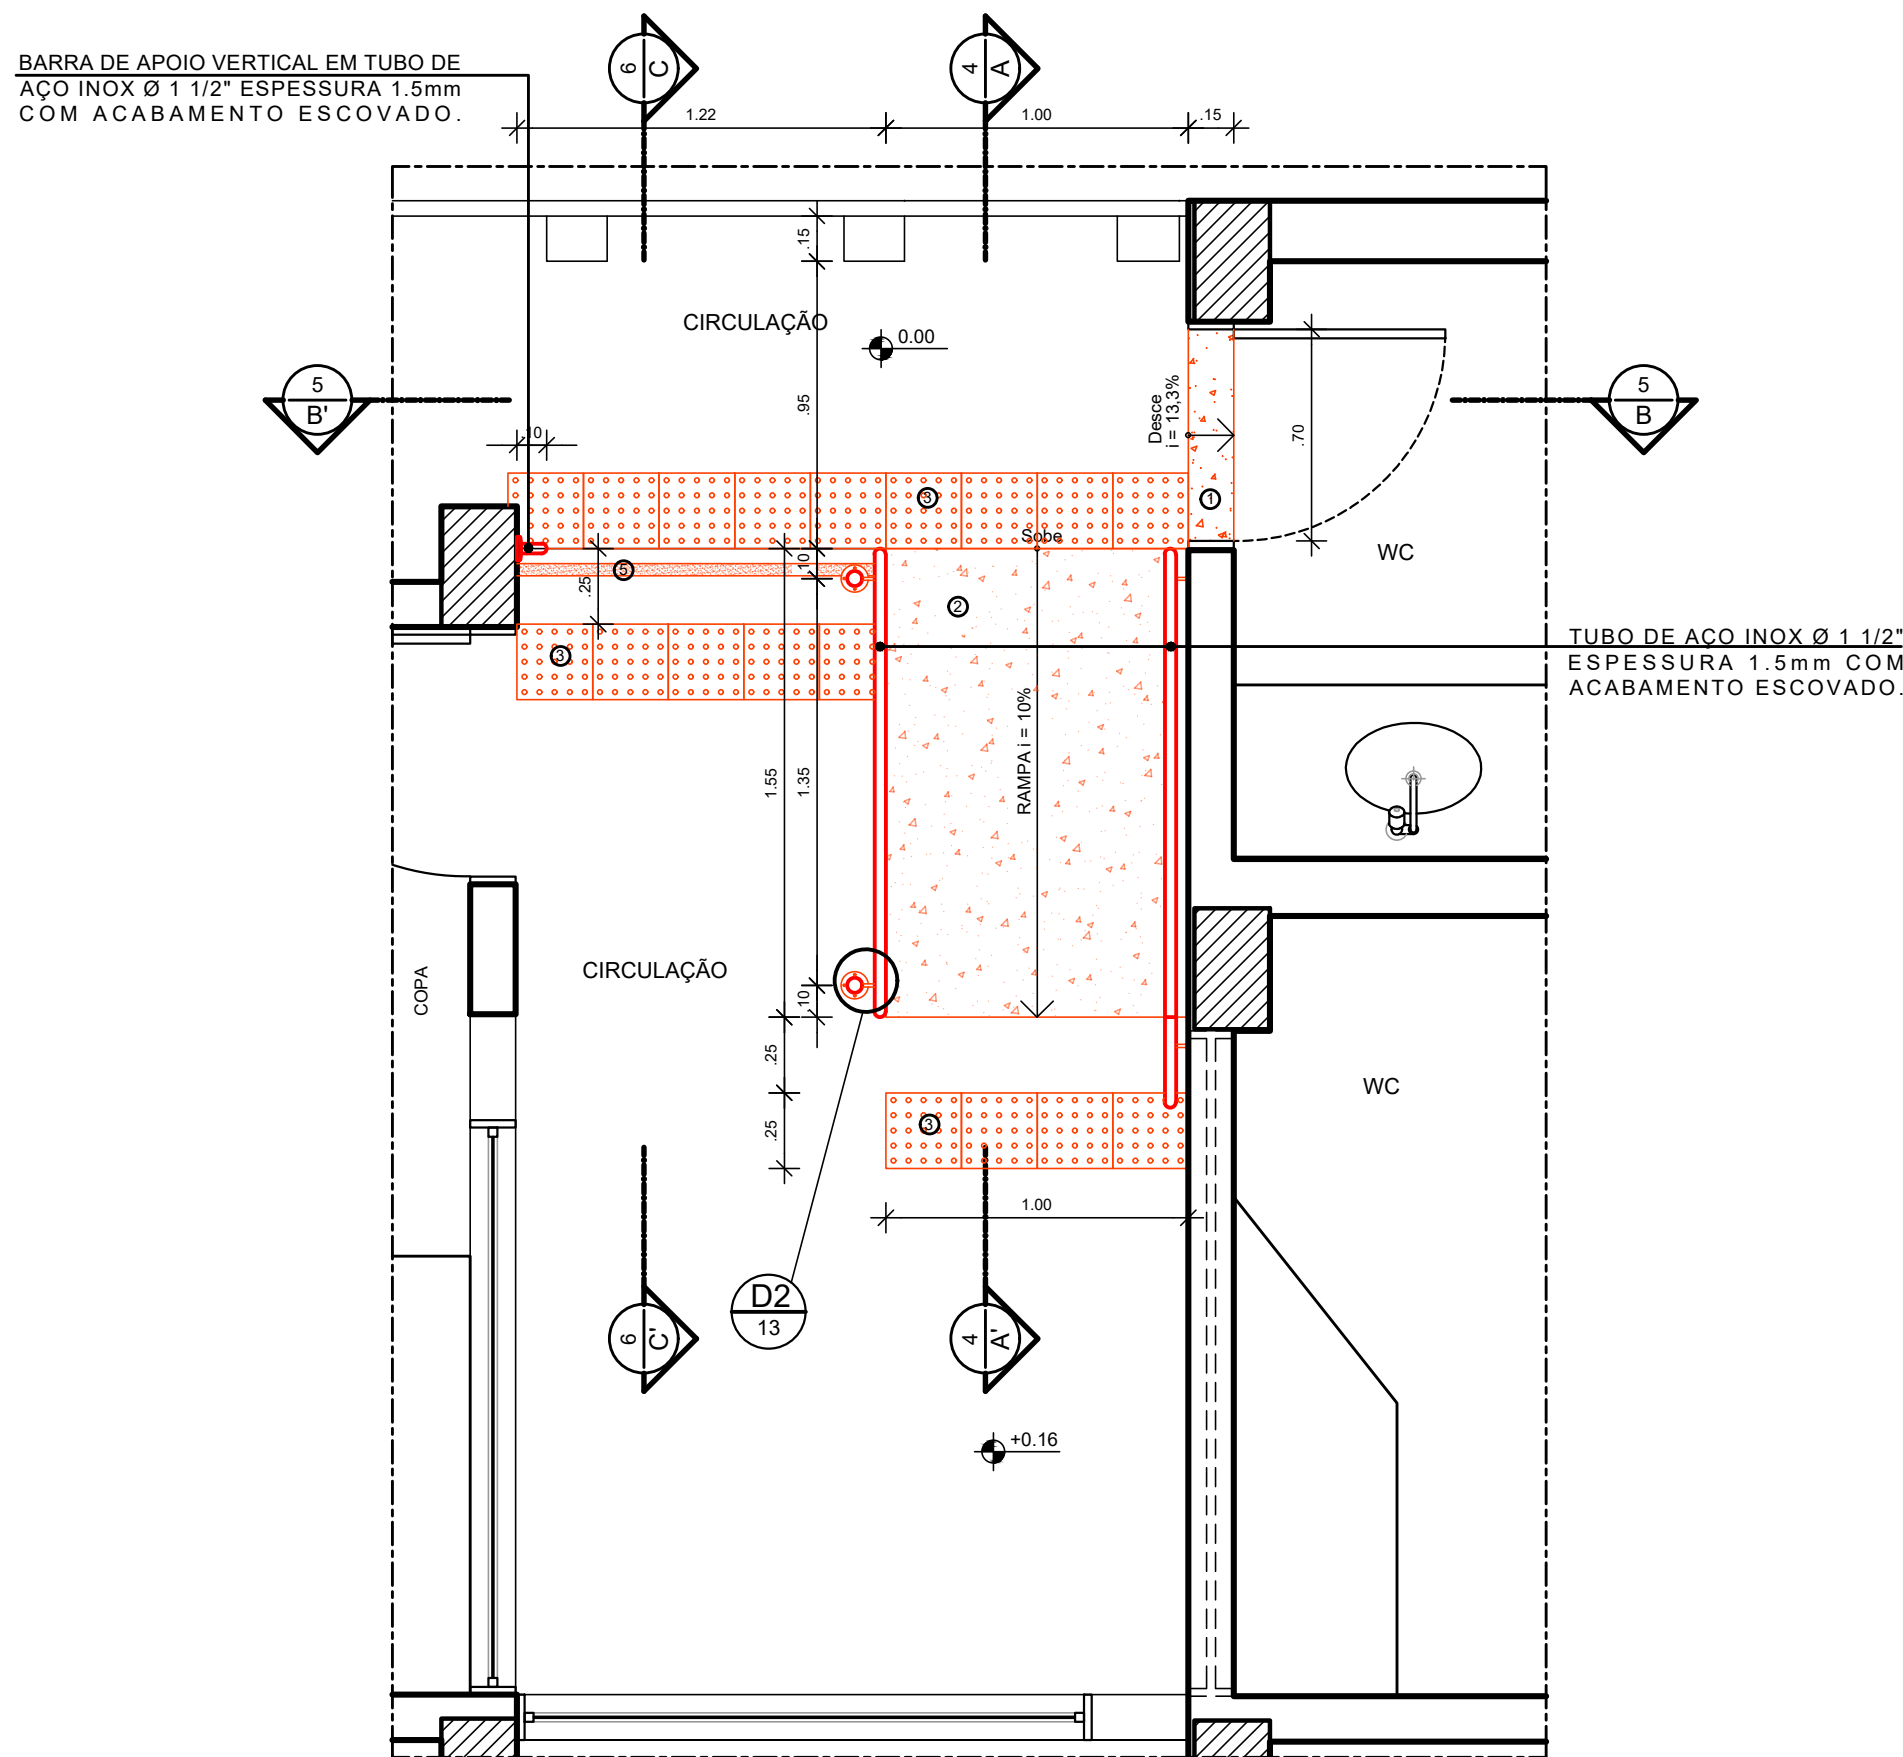 BARRA DE APOIO VERTICAL EM TUBO DE
AÇO INOX Ø 1 1/2" ESPESSURA 1.5mm
COM ACABAMENTO ESCOVADO.
6
C
4
A
1.22
1.00
.15
.15
CIRCULAÇÃO
0.00
.95
Desce
i = 13,3%
.70
5
B'
5
B
.10
3
1
Sobe
WC
5
.10
.25
2
3
TUBO DE AÇO INOX Ø 1 1/2"
ESPESSURA 1.5mm COM
ACABAMENTO ESCOVADO.
RAMPA i = 10%
1.55
1.35
CIRCULAÇÃO
COPA
.10
.25
WC
3
.25
1.00
D2
13
6
C'
4
A'
+0.16